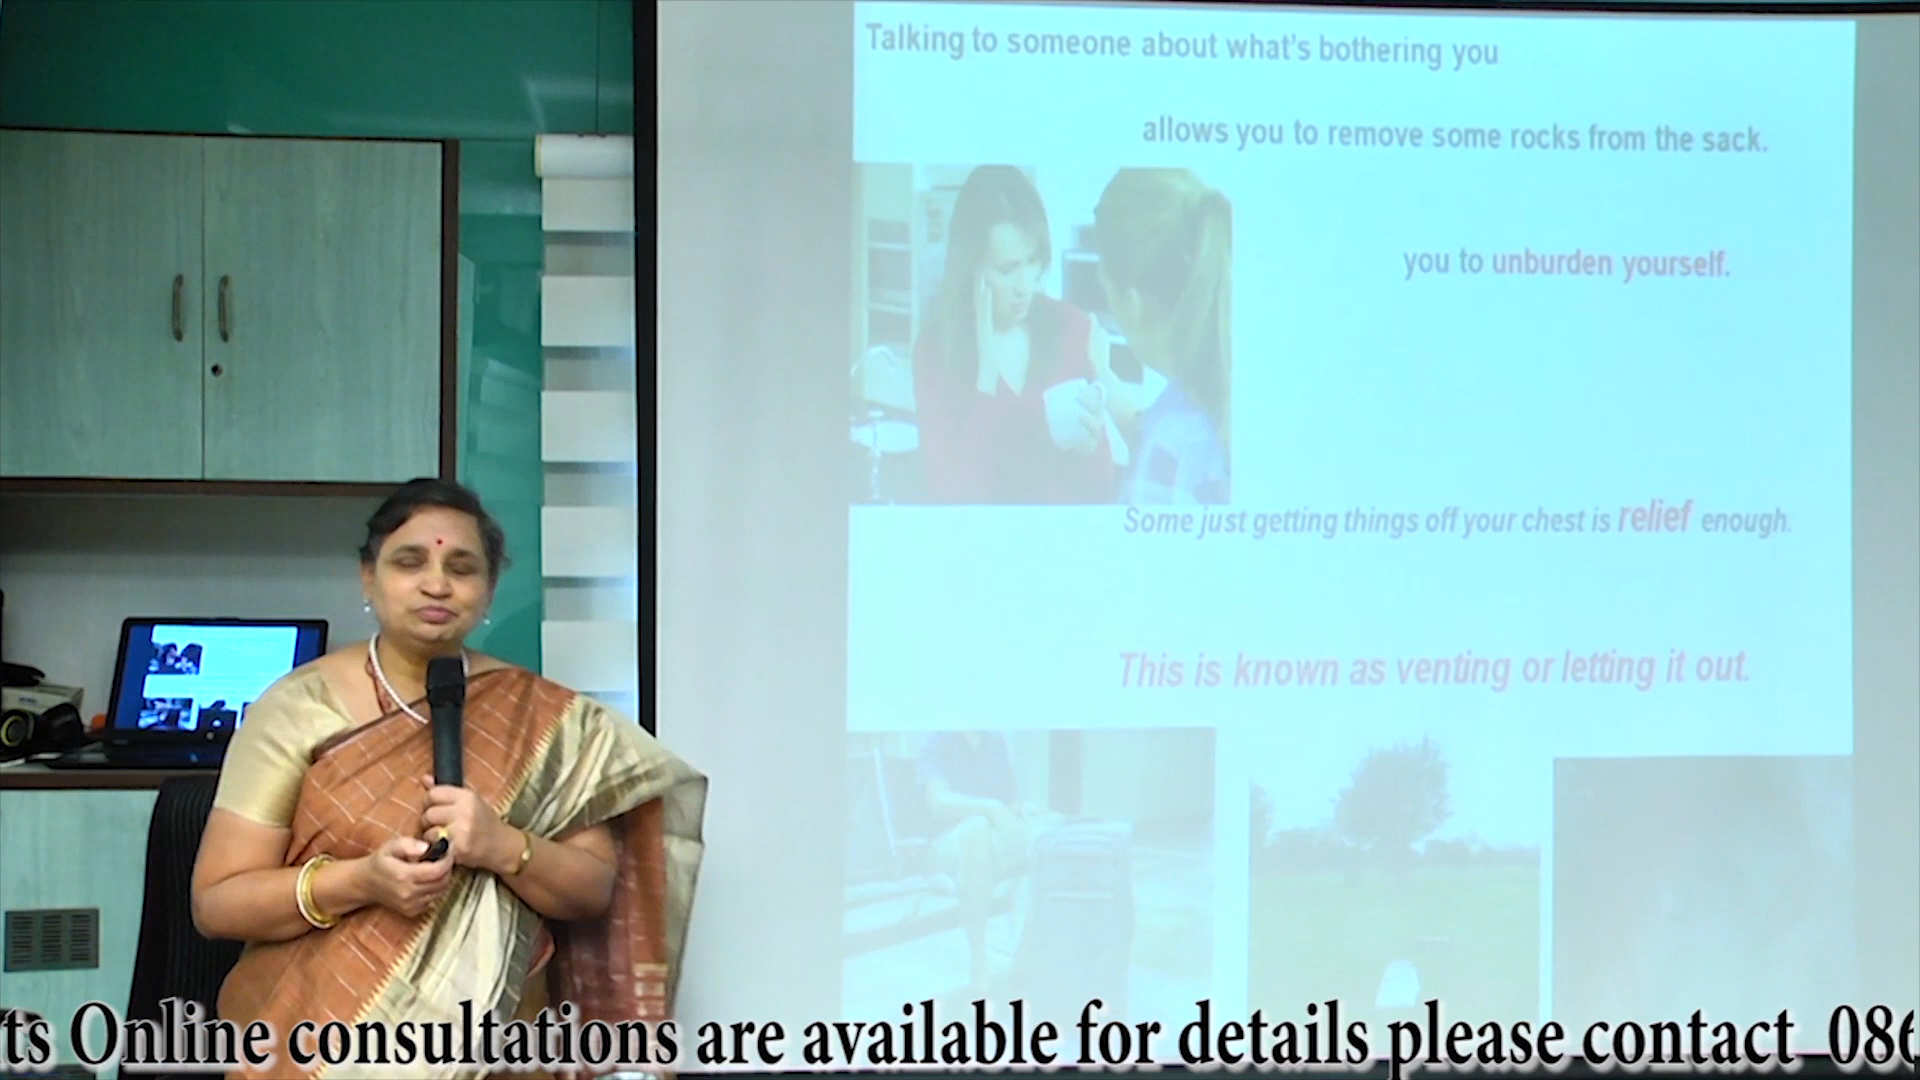 Talking to someone about what's bothering you
allows you to remove some rocks from the sack.
you to unburden yourself.
Some just getting things off your chest is relief enough.
This is known as venting or letting it out.
ts Online consultations are available for details please contact 086